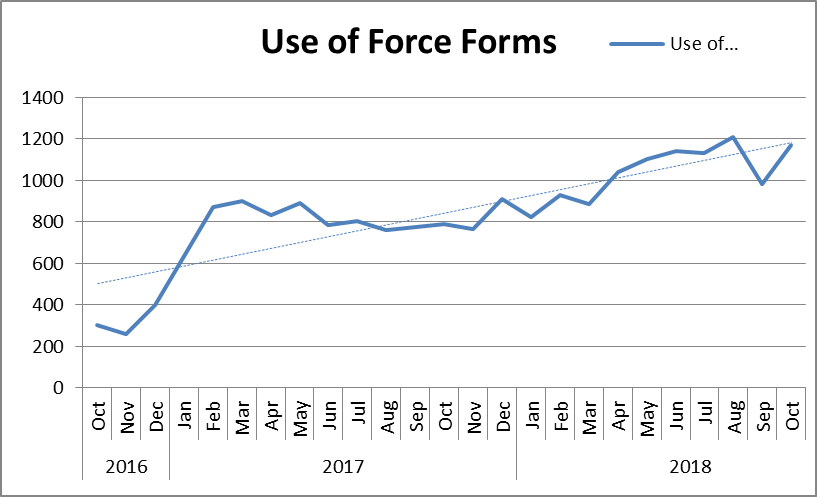 Use of Force Forms
Use of...
1400
1200
1000
800
600
400
200
0
Oct Nov Dec Jan Feb Mar Apr May Jun Jul Aug Sep Oct Nov Dec Jan Feb Mar Apr May Jun Jul Aug Sep Oct
2016 2017 2018